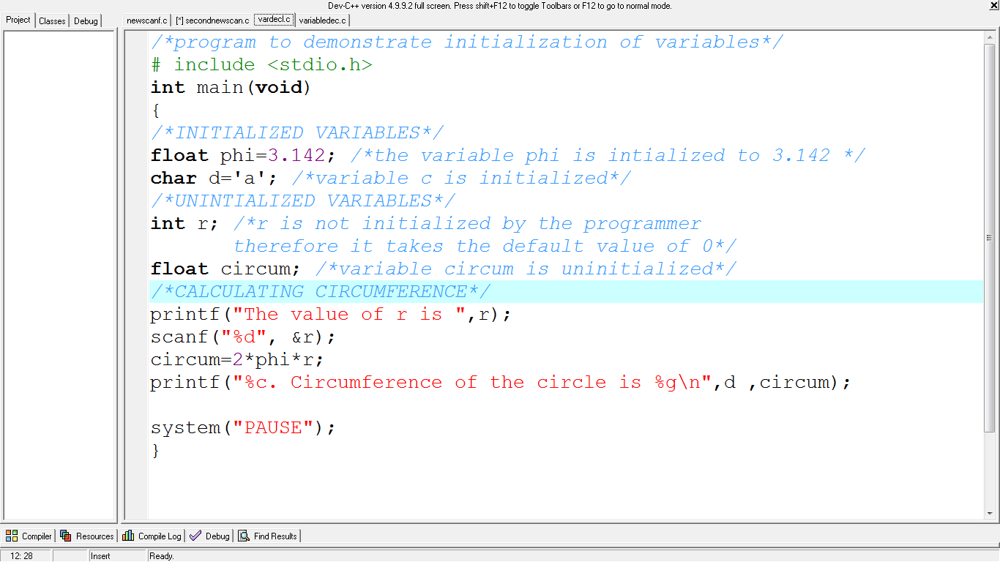 Dev-C++ version 4.9.9.2 full screen. Press shift+F12 to toggle Toolbars or F12 to go to normal mode.
Project Classes Debug newscanf.c [*] secondnewscan.c vardecl.c variabledec.c
/*program to demonstrate initialization of variables*/
# include <stdio.h>
int main(void)
{
/*INITIALIZED VARIABLES*/
float phi=3.142; /*the variable phi is intialized to 3.142 */
char d='a'; /*variable c is initialized*/
/*UNINTIALIZED VARIABLES*/
int r; /*r is not initialized by the programmer
therefore it takes the default value of 0*/
float circum; /*variable circum is uninitialized*/
/*CALCULATING CIRCUMFERENCE*/
printf("The value of r is ",r);
scanf("%d", &r);
circum=2*phi*r;
printf("%c. Circumference of the circle is %g\n",d ,circum);
system("PAUSE");
}
Compiler Resources Compile Log Debug Find Results
12: 28 Insert Ready.